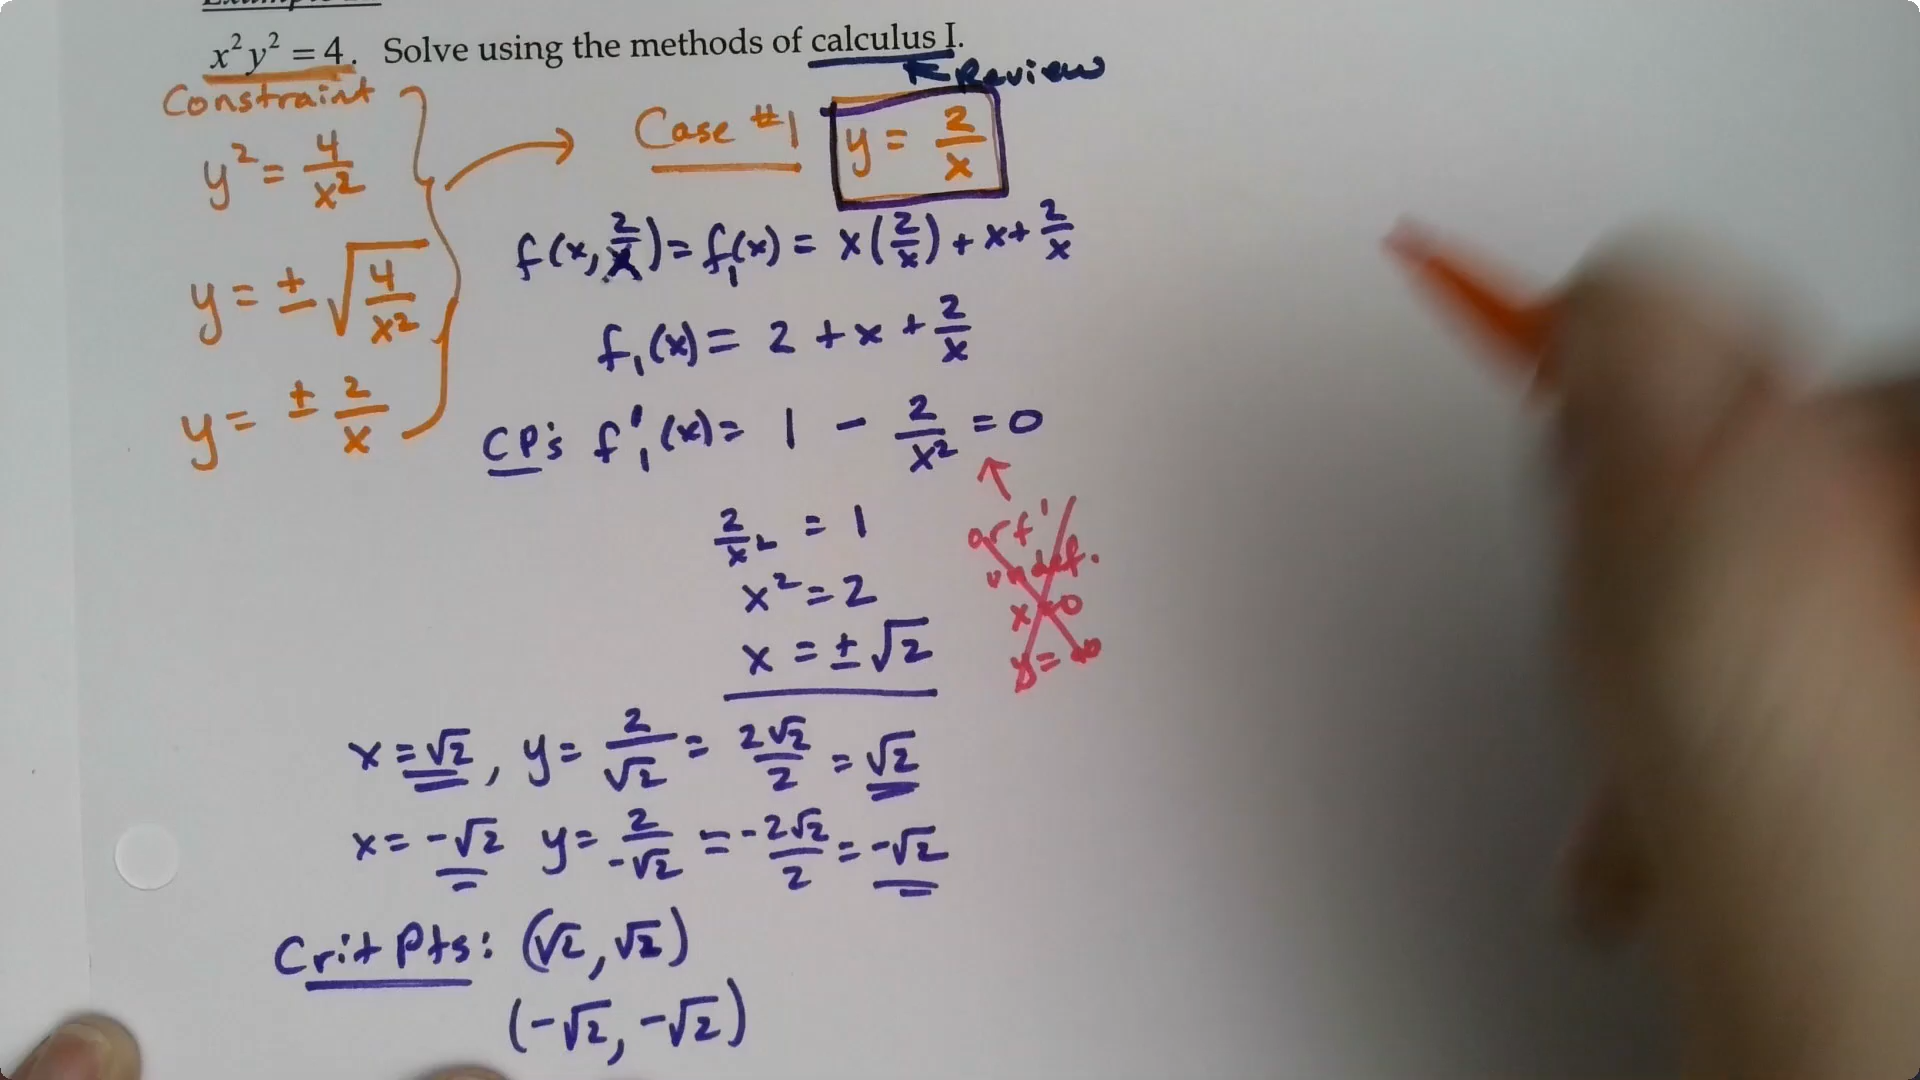 x² y² = 4. Solve using the methods of calculus I.
Review
Constraint
y² = 4/x²
y = ± √(4/x²)
y = ± 2/x
Case #1 y = 2/x
f(x, 2/x) = f₁(x) = x(2/x) + x + 2/x
f₁(x) = 2 + x + 2/x
CP's f₁'(x) = 1 - 2/x² = 0
or f'
undef.
x=0
2/x² = 1
x² = 2
x = ± √2
x = √2, y = 2/√2 = 2√2/2 = √2
x = -√2 y = 2/-√2 = -2√2/2 = -√2
Crit Pts: (√2, √2)
(-√2, -√2)